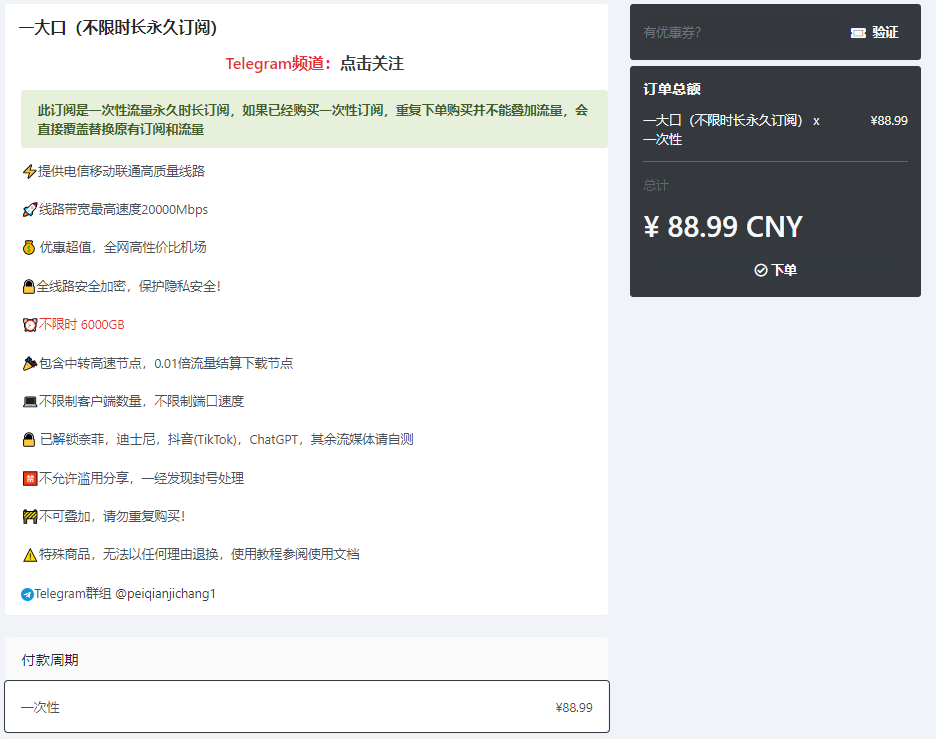 一大口（不限时长永久订阅）
Telegram频道：点击关注
此订阅是一次性流量永久时长订阅，如果已经购买一次性订阅，重复下单购买并不能叠加流量，会
直接覆盖替换原有订阅和流量
⚡提供电信移动联通高质量线路
🚀线路带宽最高速度20000Mbps
💰 优惠超值，全网高性价比机场
🔒全线路安全加密，保护隐私安全!
⏰不限时 6000GB
🎉包含中转高速节点，0.01倍流量结算下载节点
💻不限制客户端数量，不限制端口速度
🔒 已解锁奈菲，迪士尼，抖音(TikTok)，ChatGPT，其余流媒体请自测
🈲不允许滥用分享，一经发现封号处理
🚧不可叠加，请勿重复购买!
⚠特殊商品，无法以任何理由退换，使用教程参阅使用文档
Telegram群组 @peiqianjichang1
付款周期
一次性 ¥88.99
有优惠券? 验证
订单总额
一大口（不限时长永久订阅） x ¥88.99
一次性
总计
¥ 88.99 CNY
下单